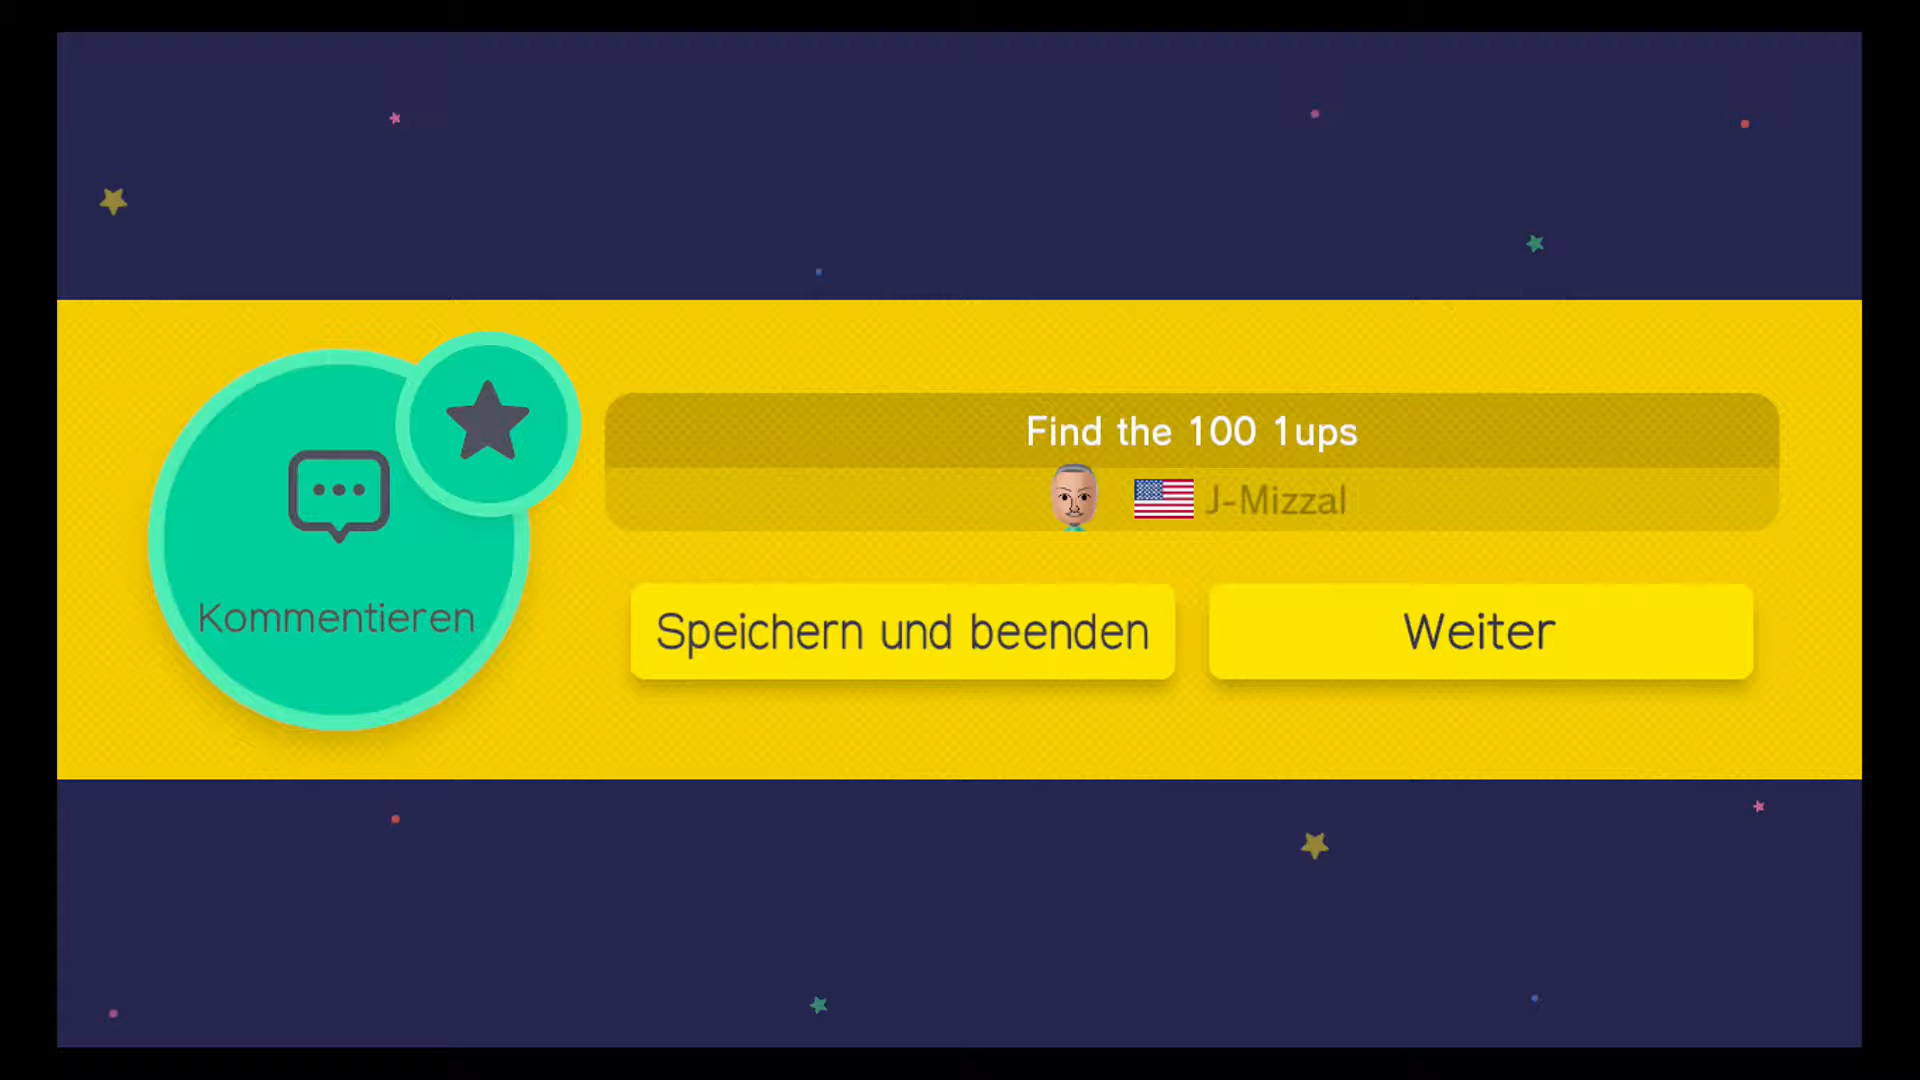 Find the 100 1ups
J-Mizzal
Kommentieren
Speichern und beenden
Weiter